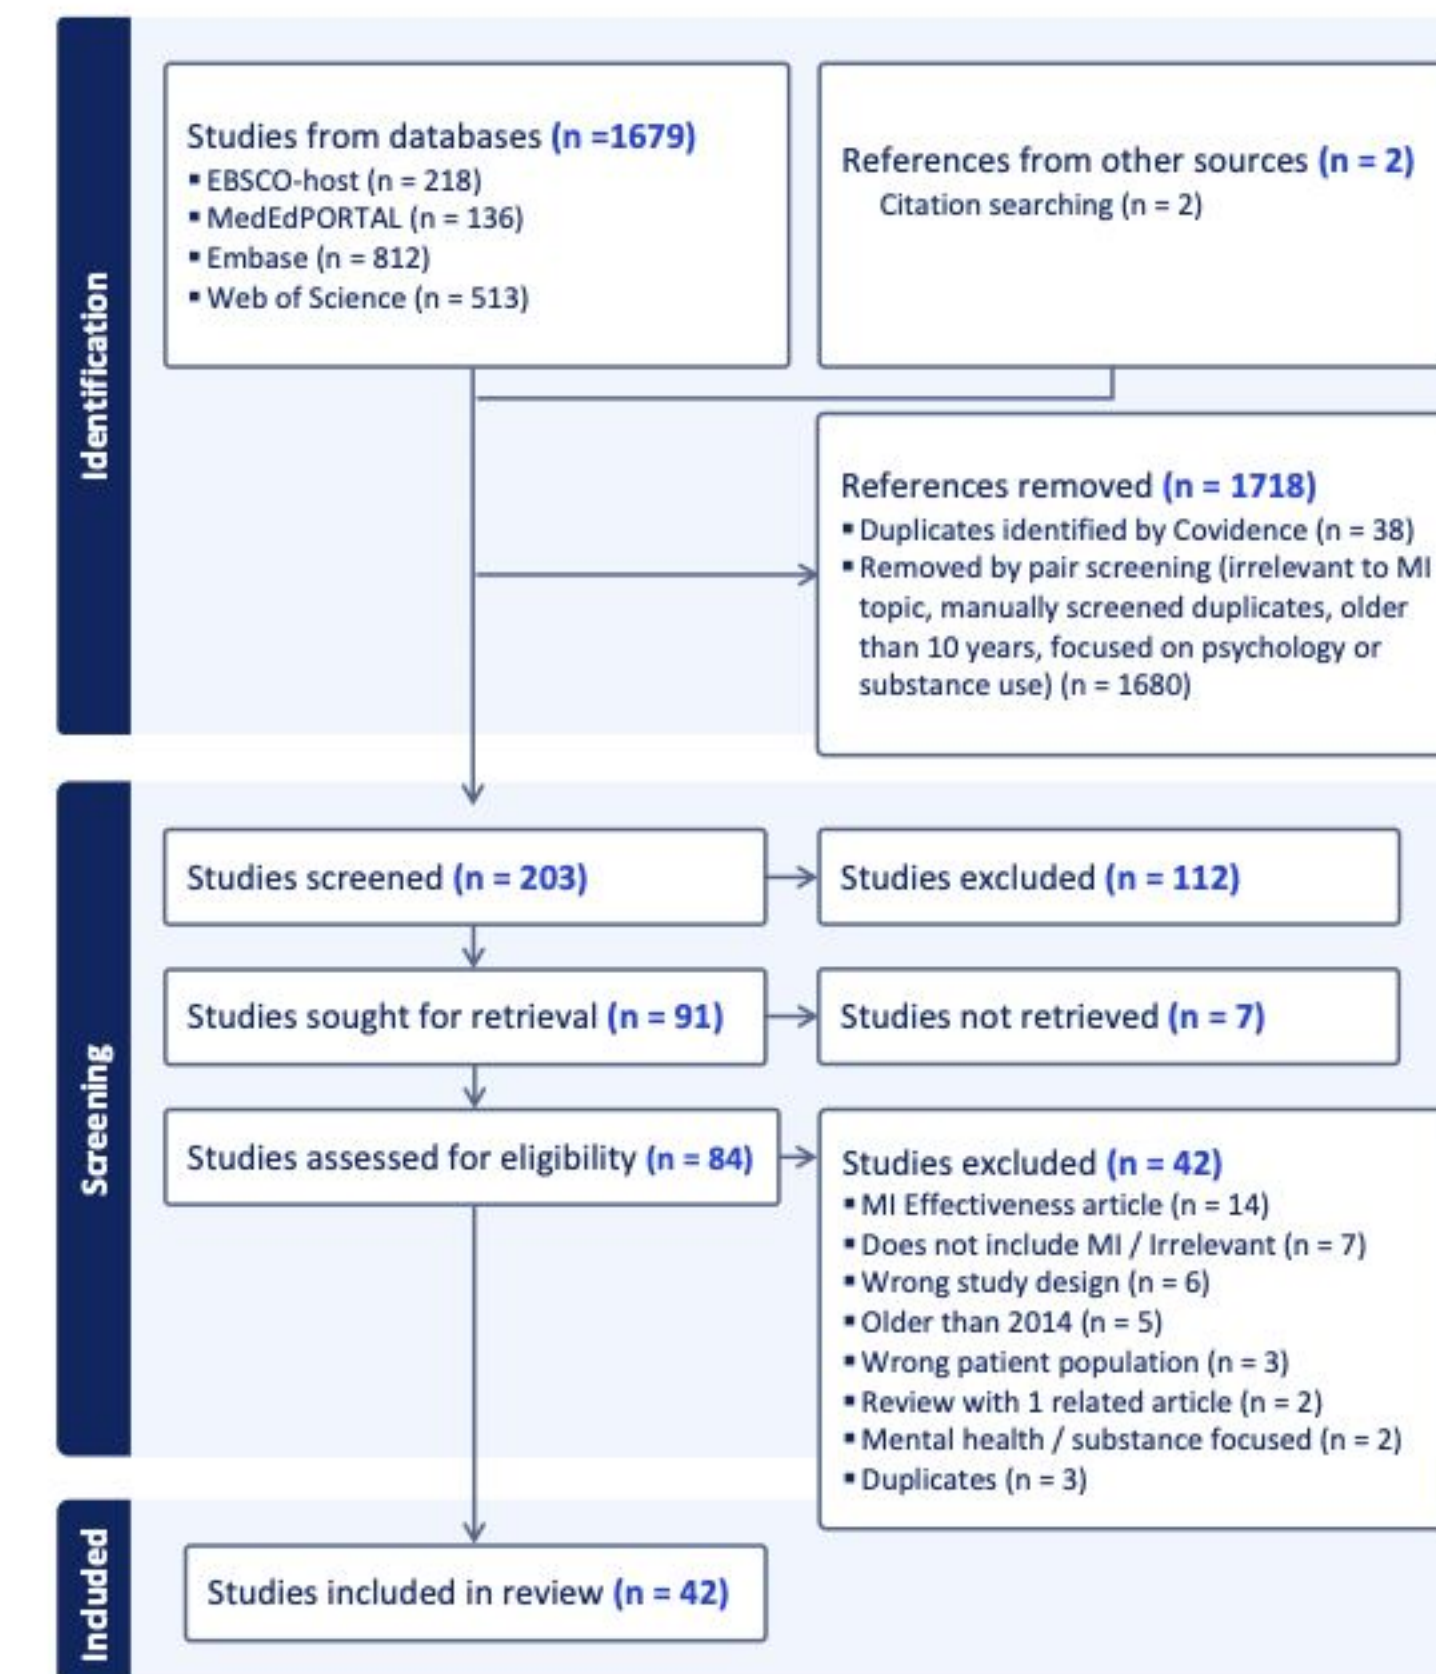 Identification
Studies from databases (n =1679)
▪ EBSCO-host (n = 218)
▪ MedEdPORTAL (n = 136)
▪ Embase (n = 812)
▪ Web of Science (n = 513)
References from other sources (n = 2)
Citation searching (n = 2)
References removed (n = 1718)
▪ Duplicates identified by Covidence (n = 38)
▪ Removed by pair screening (irrelevant to MI
topic, manually screened duplicates, older
than 10 years, focused on psychology or
substance use) (n = 1680)
Screening
Studies screened (n = 203)
Studies excluded (n = 112)
Studies sought for retrieval (n = 91)
Studies not retrieved (n = 7)
Studies assessed for eligibility (n = 84)
Studies excluded (n = 42)
▪ MI Effectiveness article (n = 14)
▪ Does not include MI / Irrelevant (n = 7)
▪ Wrong study design (n = 6)
▪ Older than 2014 (n = 5)
▪ Wrong patient population (n = 3)
▪ Review with 1 related article (n = 2)
▪ Mental health / substance focused (n = 2)
▪ Duplicates (n = 3)
Included
Studies included in review (n = 42)